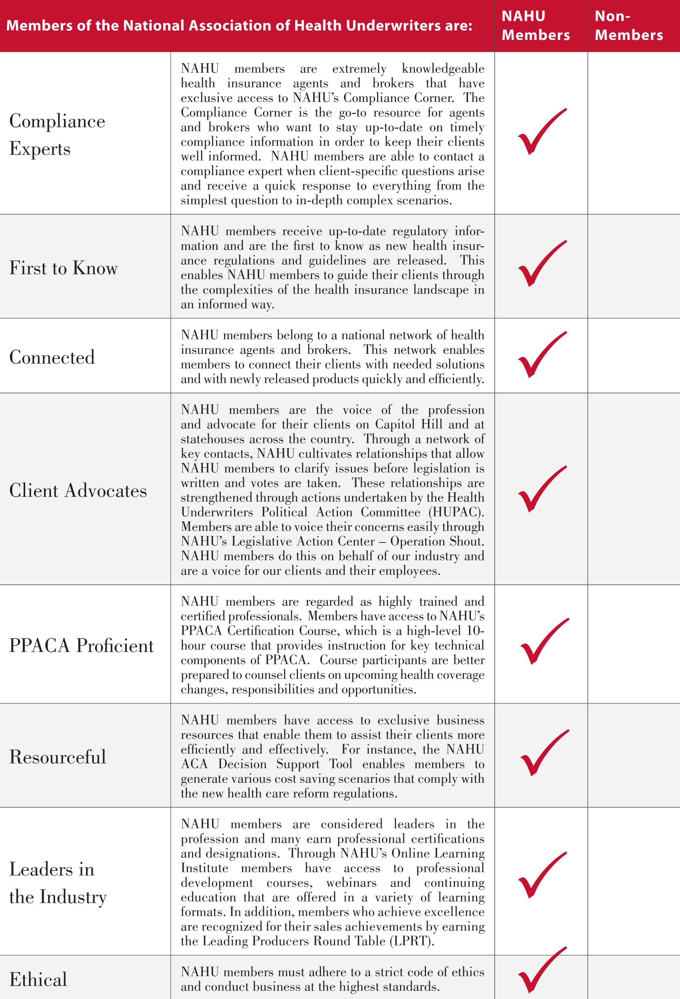 Members of the National Association of Health Underwriters are:
NAHU
Members
Non-
Members
Compliance
Experts
NAHU members are extremely knowledgeable
health insurance agents and brokers that have
exclusive access to NAHU’s Compliance Corner.  The
Compliance Corner is the go-to resource for agents
and brokers who want to stay up-to-date on timely
compliance information in order to keep their clients
well informed.  NAHU members are able to contact a
compliance expert when client-specific questions arise
and receive a quick response to everything from the
simplest question to in-depth complex scenarios.
First to Know
NAHU members receive up-to-date regulatory infor-
mation and are the first to know as new health insur-
ance regulations and guidelines are released.  This
enables NAHU members to guide their clients through
the complexities of the health insurance landscape in
an informed way.
Connected
NAHU members belong to a national network of health
insurance agents and brokers.  This network enables
members to connect their clients with needed solutions
and with newly released products quickly and efficiently.
Client Advocates
NAHU members are the voice of the profession
and advocate for their clients on Capitol Hill and at
statehouses across the country.  Through a network of
key contacts, NAHU cultivates relationships that allow
NAHU members to clarify issues before legislation is
written and votes are taken.  These relationships are
strengthened through actions undertaken by the Health
Underwriters Political Action Committee (HUPAC).
Members are able to voice their concerns easily through
NAHU’s Legislative Action Center – Operation Shout.
NAHU members do this on behalf of our industry and
are a voice for our clients and their employees.
PPACA Proficient
NAHU members are regarded as highly trained and
certified professionals.  Members have access to NAHU’s
PPACA Certification Course, which is a high-level 10-
hour course that provides instruction for key technical
components of PPACA.  Course participants are better
prepared to counsel clients on upcoming health coverage
changes, responsibilities and opportunities.
Resourceful
NAHU members have access to exclusive business
resources that enable them to assist their clients more
efficiently and effectively.  For instance, the NAHU
ACA Decision Support Tool enables members to
generate various cost saving scenarios that comply with
the new health care reform regulations.
Leaders in
the Industry
NAHU members are considered leaders in the
profession and many earn professional certifications
and designations.  Through NAHU’s Online Learning
Institute members have access to professional
development courses, webinars and continuing
education that are offered in a variety of learning
formats. In addition, members who achieve excellence
are recognized for their sales achievements by earning
the Leading Producers Round Table (LPRT).
Ethical
NAHU members must adhere to a strict code of ethics
and conduct business at the highest standards.